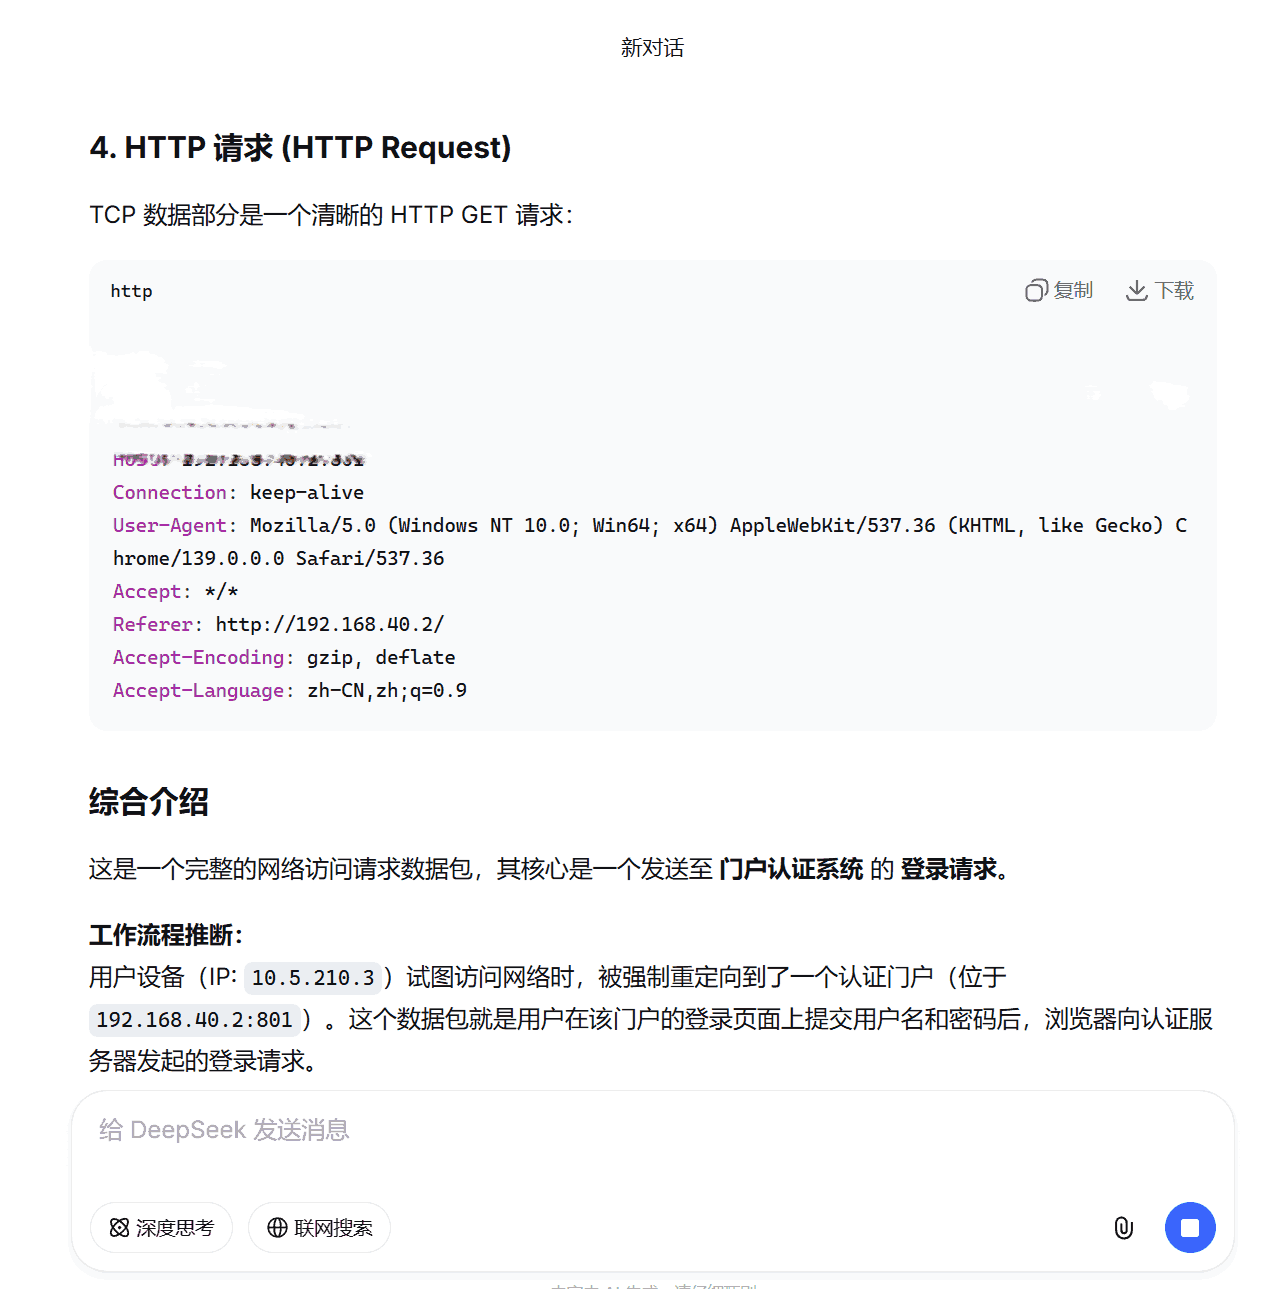 新对话
4. HTTP 请求 (HTTP Request)
TCP 数据部分是一个清晰的 HTTP GET 请求：
http
复制
下载
Connection: keep-alive
User-Agent: Mozilla/5.0 (Windows NT 10.0; Win64; x64) AppleWebKit/537.36 (KHTML, like Gecko) C
hrome/139.0.0.0 Safari/537.36
Accept: */*
Referer: http://192.168.40.2/
Accept-Encoding: gzip, deflate
Accept-Language: zh-CN,zh;q=0.9
综合介绍
这是一个完整的网络访问请求数据包，其核心是一个发送至 门户认证系统 的 登录请求。
工作流程推断：
用户设备（IP: 10.5.210.3）试图访问网络时，被强制重定向到了一个认证门户（位于
192.168.40.2:801）。这个数据包就是用户在该门户的登录页面上提交用户名和密码后，浏览器向认证服
务器发起的登录请求。
给 DeepSeek 发送消息
深度思考
联网搜索